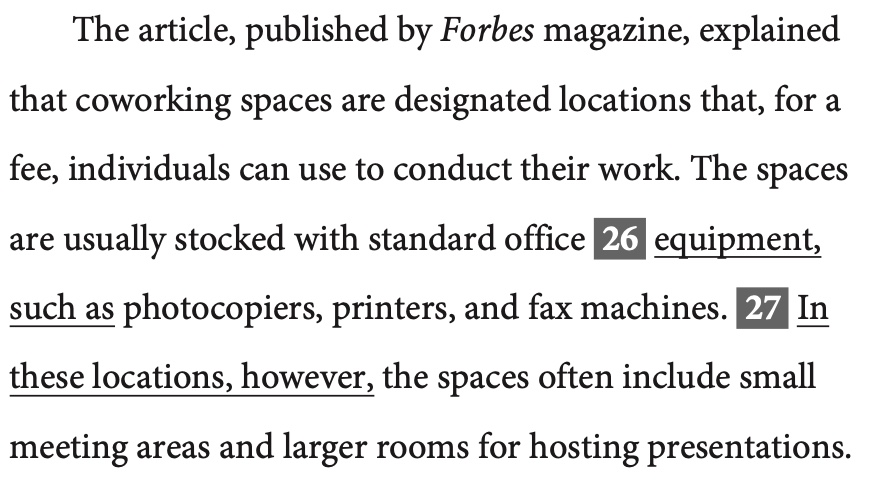 The article, published by Forbes magazine, explained
that coworking spaces are designated locations that, for a
fee, individuals can use to conduct their work. The spaces
are usually stocked with standard office 26 equipment,
such as photocopiers, printers, and fax machines. 27 In
these locations, however, the spaces often include small
meeting areas and larger rooms for hosting presentations.